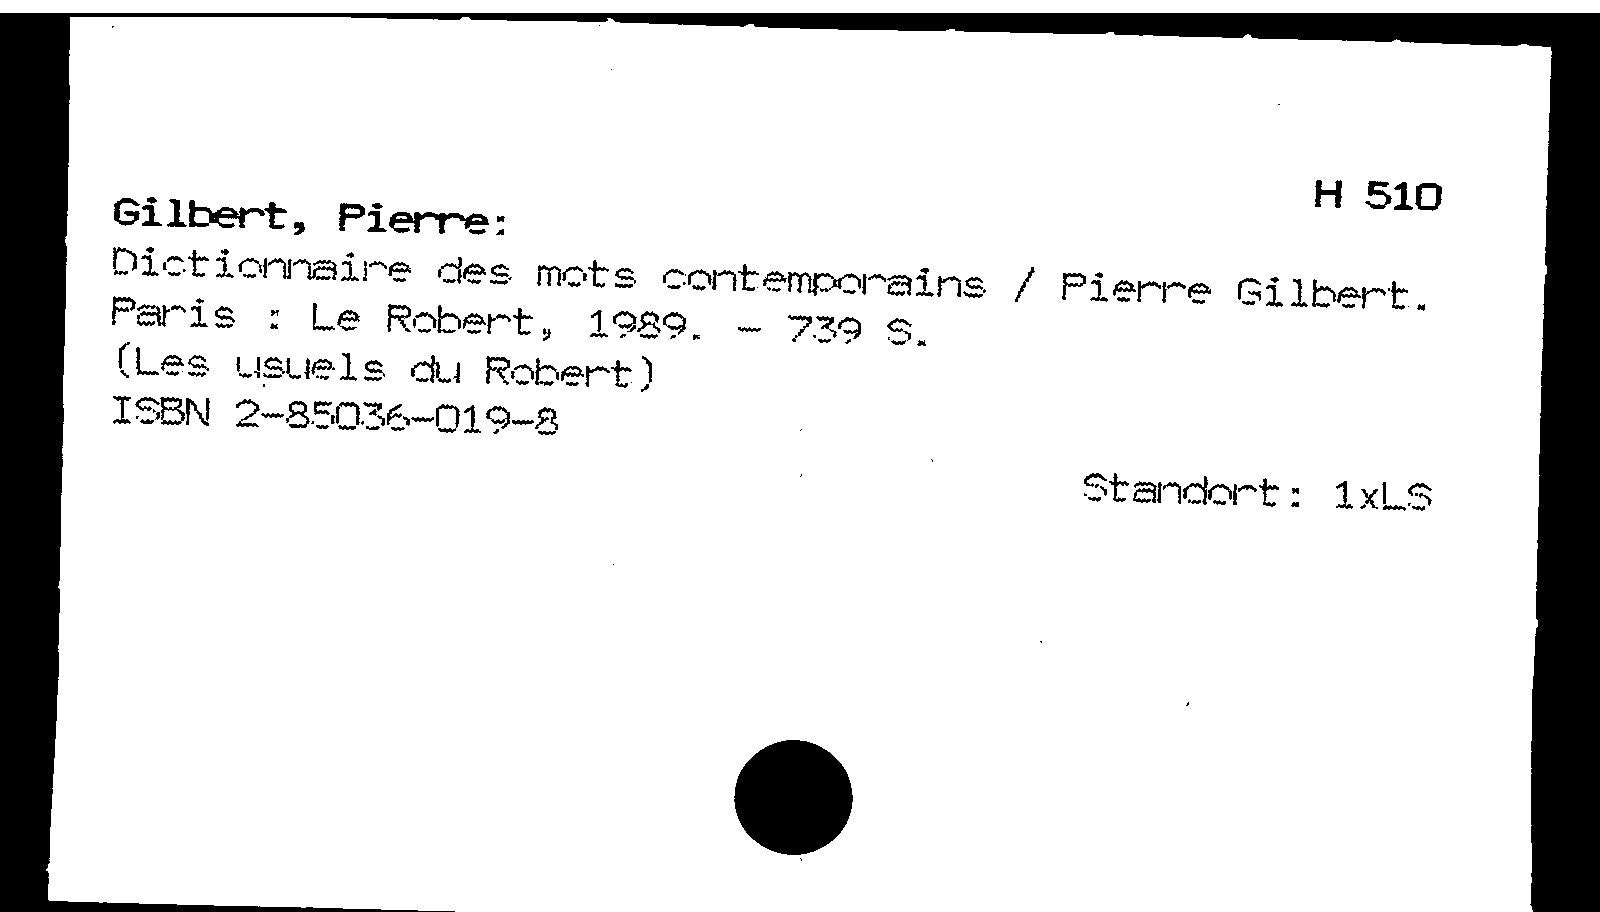 H 510
Gilbert, Pierre:
Dictionnaire des mots contemporains / Pierre Gilbert.
Paris : Le Robert, 1989. - 739 S.
(Les usuels du Robert)
ISBN 2-85036-019-8
Standort: 1xLS